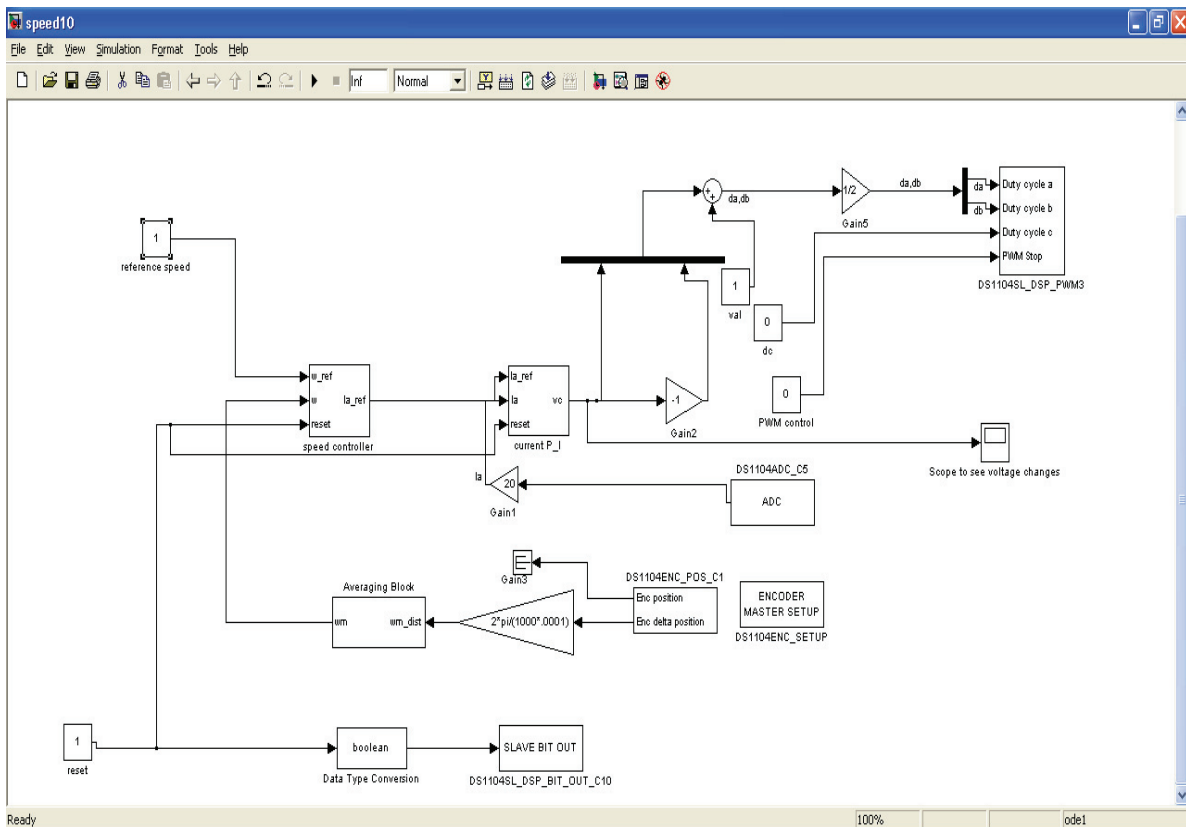 speed10
File Edit View Simulation Format Tools Help
Inf Normal
1
reference speed
w_ref
w
reset
Ia_ref
speed controller
Ia_ref
Ia
reset
vc
current P_I
-1
Gain2
da,db
1/2
Gain5
da,db
da
db
Duty cycle a
Duty cycle b
Duty cycle c
PWM Stop
DS1104SL_DSP_PWM3
1
val
0
dc
0
PWM control
Scope to see voltage changes
Ia
20
Gain1
DS1104ADC_C5
ADC
Gain3
DS1104ENC_POS_C1
Enc position
Enc delta position
ENCODER
MASTER SETUP
DS1104ENC_SETUP
Averaging Block
wm
wm_dist
2*pi/(1000*.0001)
1
reset
boolean
Data Type Conversion
SLAVE BIT OUT
DS1104SL_DSP_BIT_OUT_C10
Ready 100% ode1